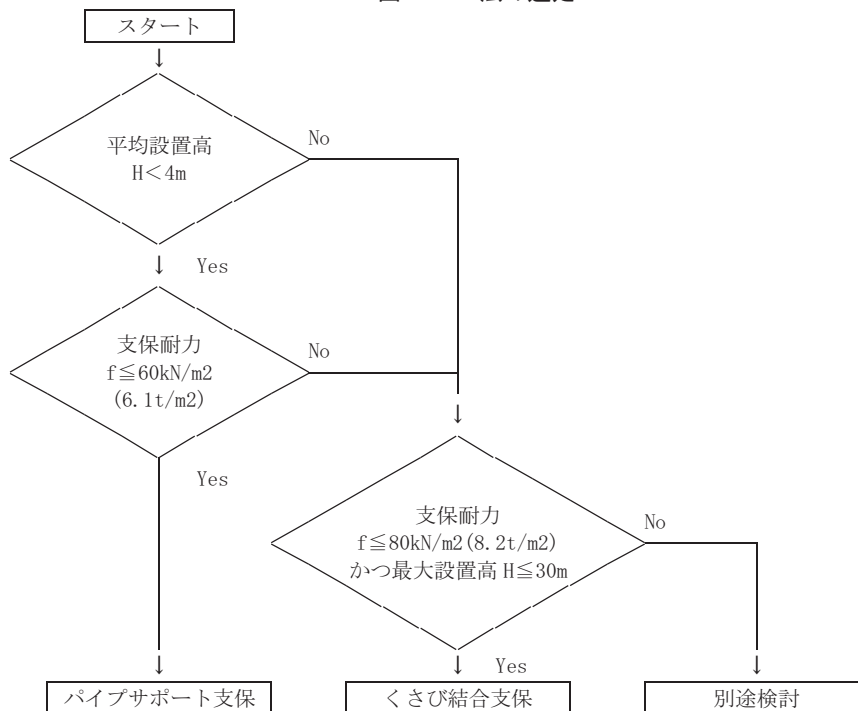 スタート
平均設置高
H＜4m
No
Yes
支保耐力
f≦60kN/m2
(6.1t/m2)
No
Yes
支保耐力
f≦80kN/m2(8.2t/m2)
かつ最大設置高 H≦30m
No
Yes
パイプサポート支保
くさび結合支保
別途検討